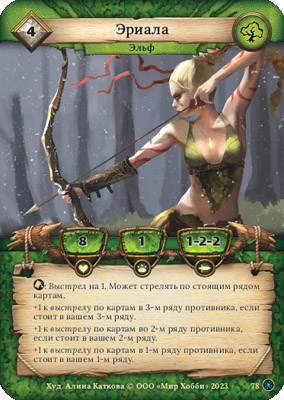 4
Эриала
Эльф
8
1
1-2-2
: Выстрел на 1. Может стрелять по стоящим рядом
картам.
+1 к выстрелу по картам в 3-м ряду противника, если
стоит в вашем 3-м ряду.
+1 к выстрелу по картам во 2-м ряду противника,
если стоит в вашем 2-м ряду.
+1 к выстрелу по картам в 1-м ряду противника, если
стоит в вашем 1-м ряду.
Худ. Алина Каткова © ООО «Мир Хобби» 2023
78